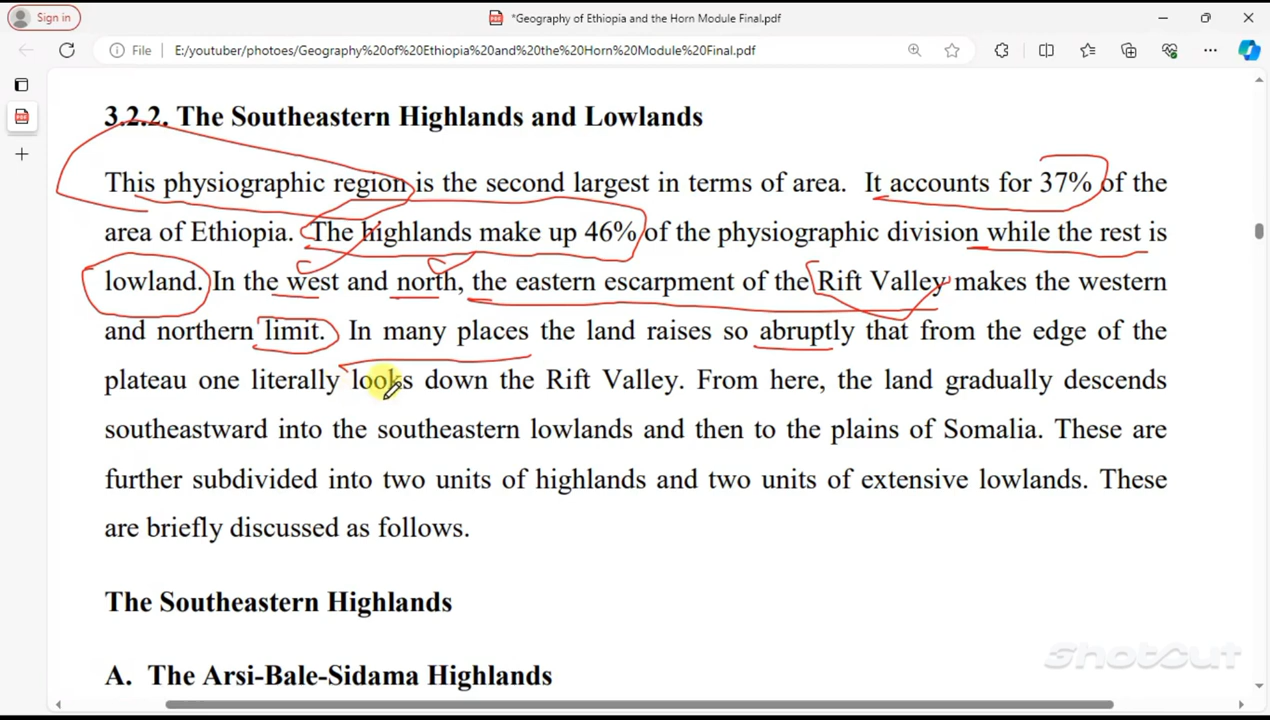 Sign in
*Geography of Ethiopia and the Horn Module Final.pdf
File
E:/youtuber/photoes/Geography%20of%20Ethiopia%20and%20the%20Horn%20Module%20Final.pdf
3.2.2. The Southeastern Highlands and Lowlands
This physiographic region is the second largest in terms of area. It accounts for 37% of the
area of Ethiopia. The highlands make up 46% of the physiographic division while the rest is
lowland. In the west and north, the eastern escarpment of the Rift Valley makes the western
and northern limit. In many places the land raises so abruptly that from the edge of the
plateau one literally looks down the Rift Valley. From here, the land gradually descends
southeastward into the southeastern lowlands and then to the plains of Somalia. These are
further subdivided into two units of highlands and two units of extensive lowlands. These
are briefly discussed as follows.
The Southeastern Highlands
A. The Arsi-Bale-Sidama Highlands
Shotcut